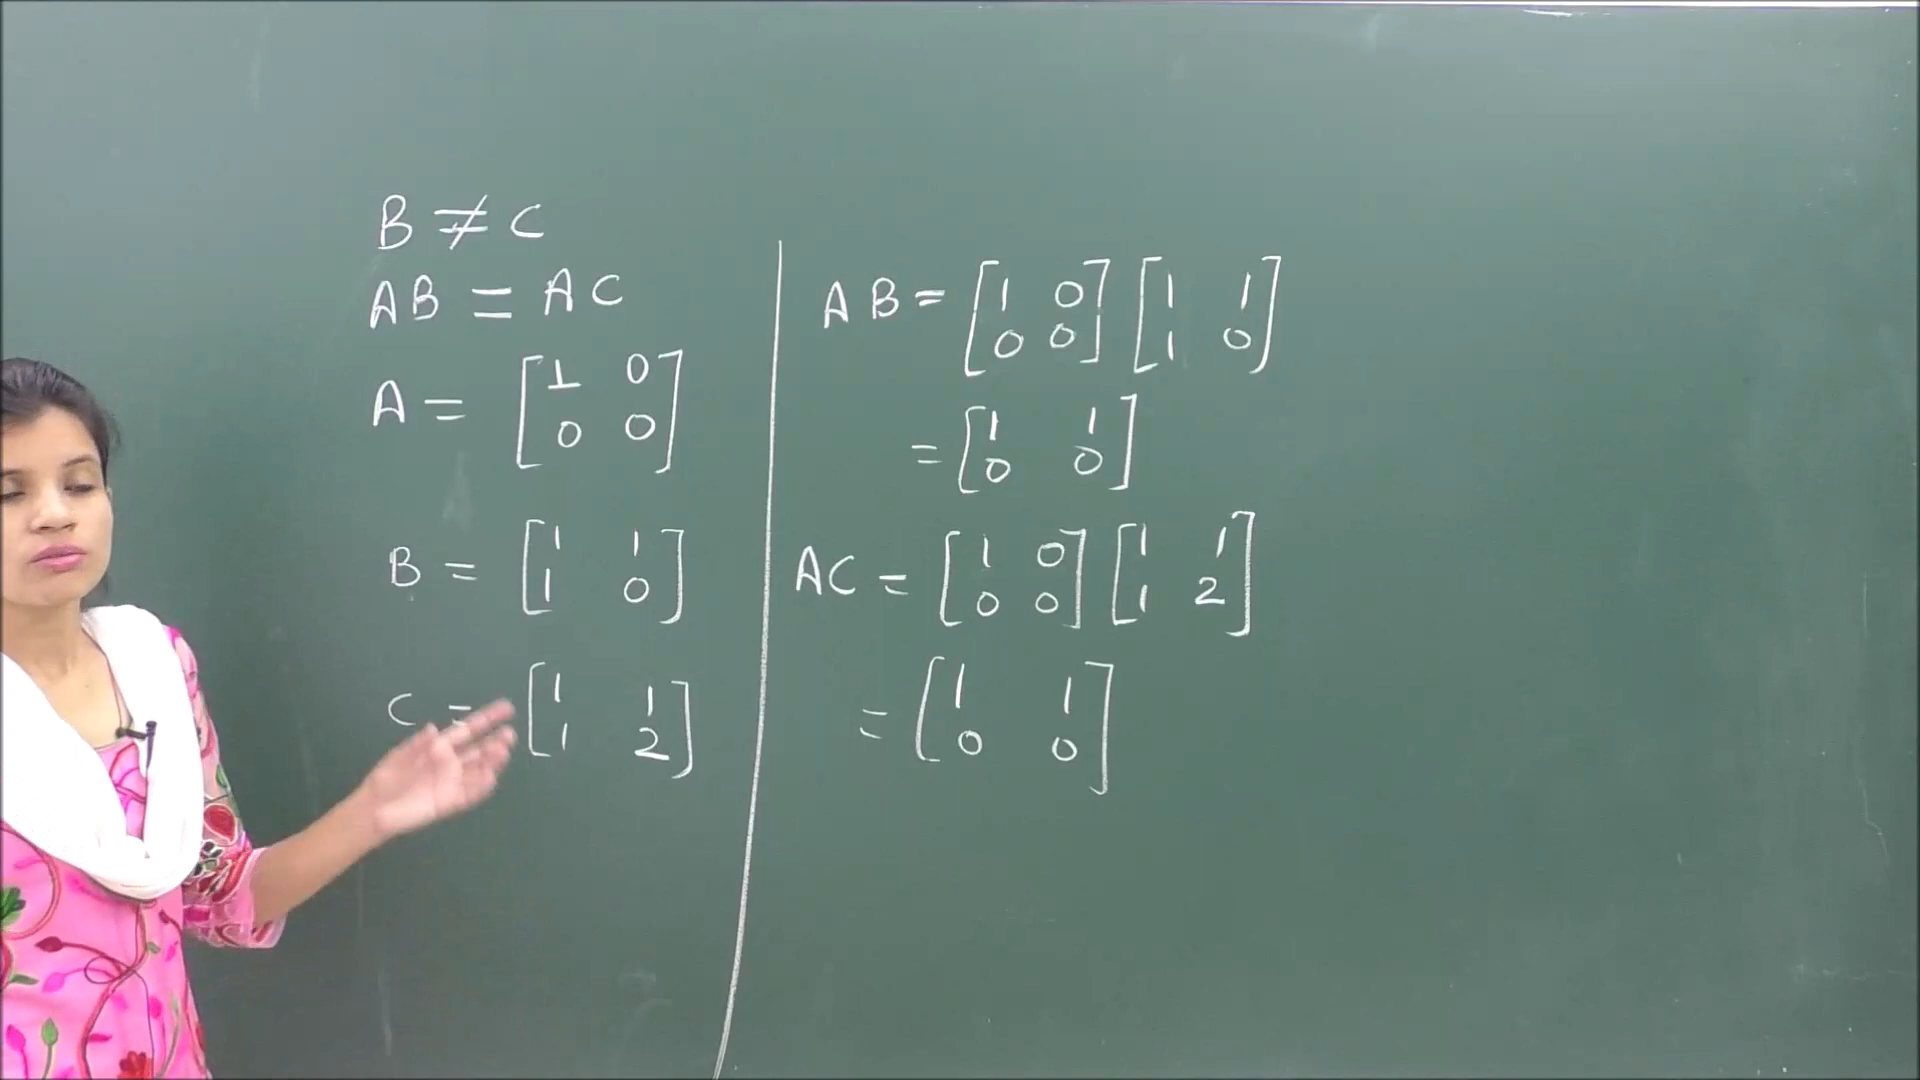 B ≠ C
AB = AC
A = [1 0
0 0]
B = [1 1
1 0]
C = [1 1
1 2]
AB = [1 0 [1 1
0 0] 1 0]
= [1 1
0 0]
AC = [1 0 [1 1
0 0] 1 2]
= [1 1
0 0]